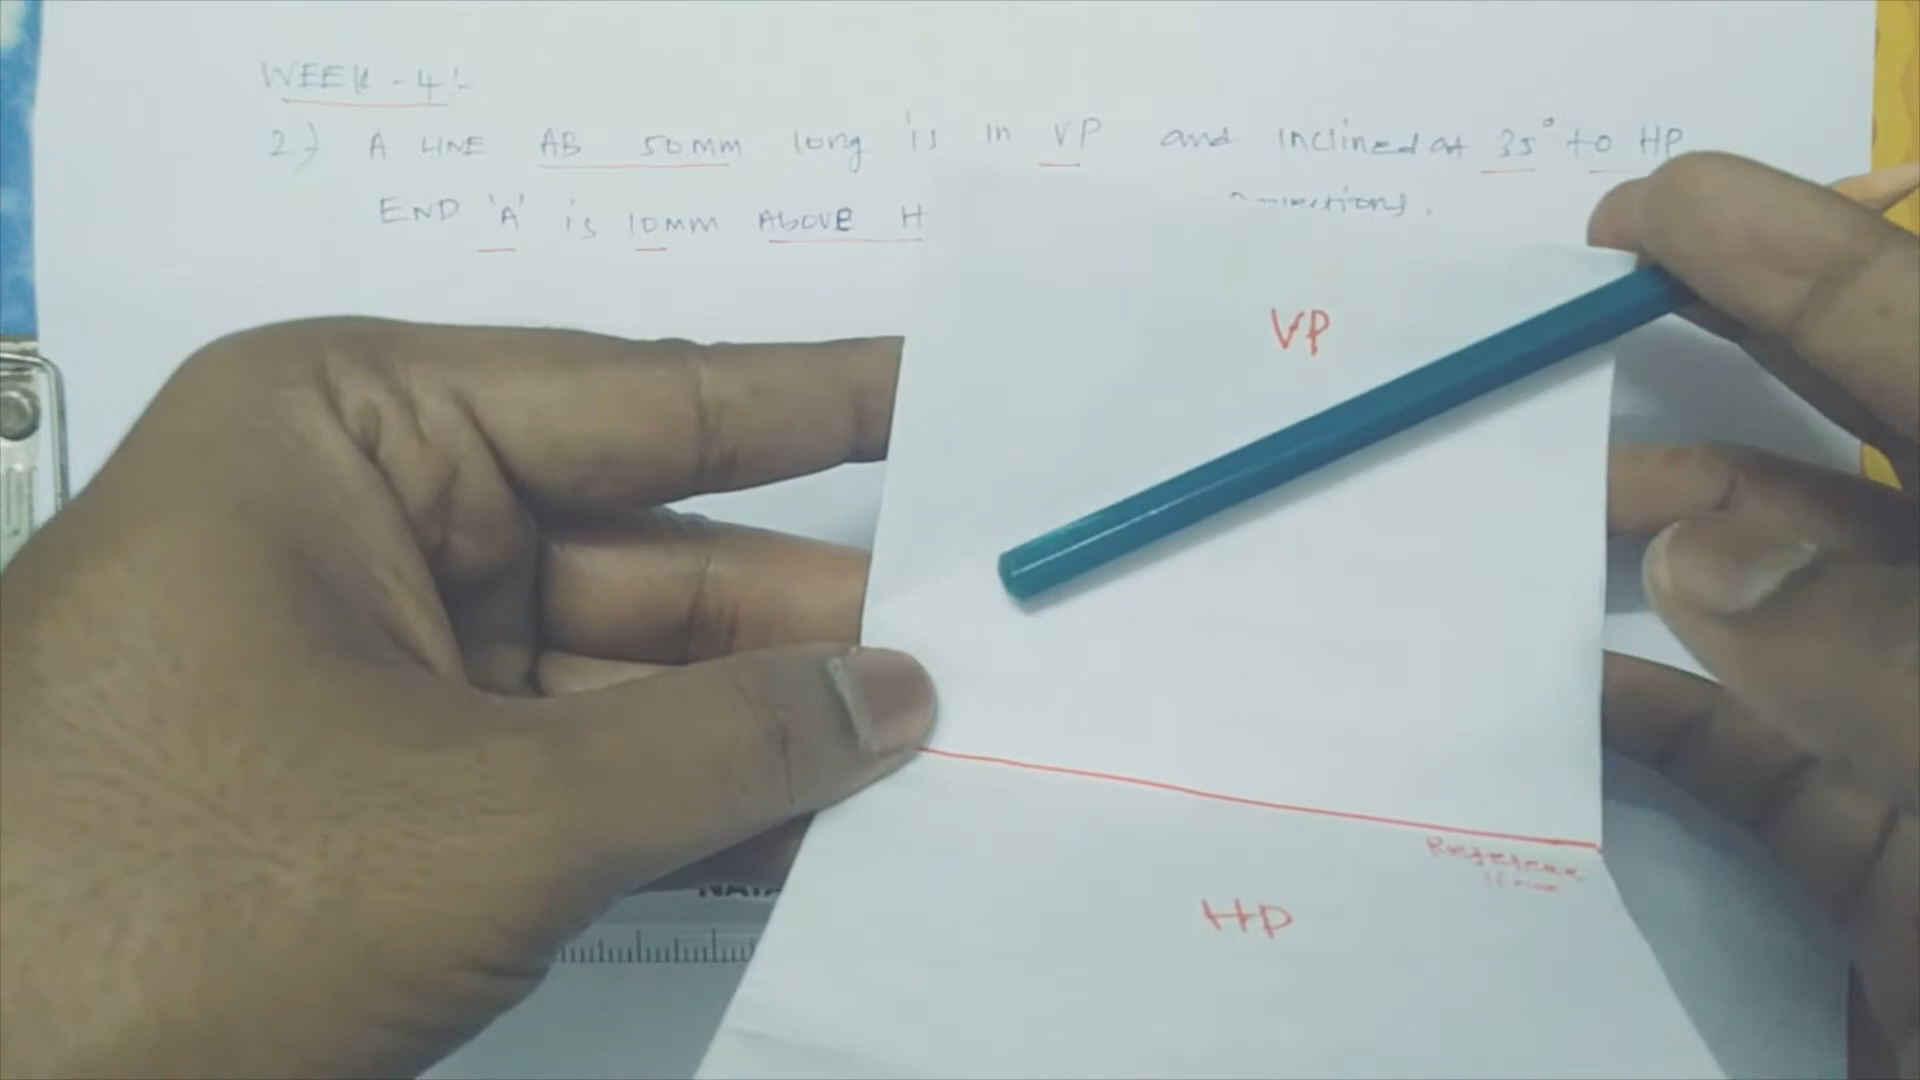 WEEK - 4 :-
2) A LINE AB 50mm long is in VP and inclined at 35° to HP
END 'A' is 10mm ABOVE H
VP
HP